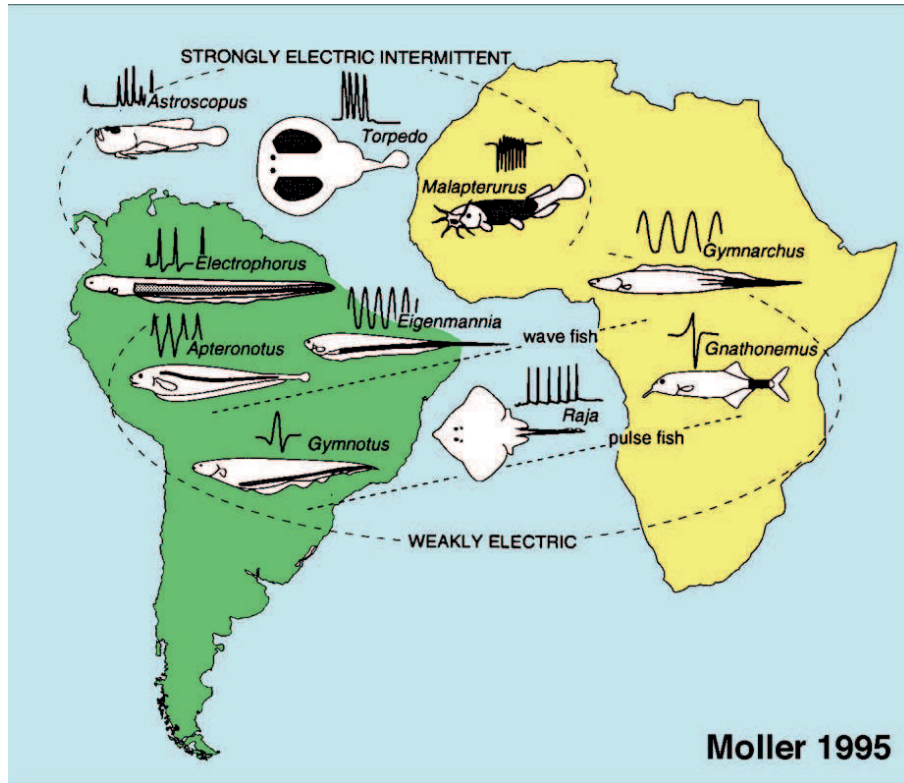 STRONGLY ELECTRIC INTERMITTENT
Astroscopus
Torpedo
Malapterurus
Gymnarchus
Electrophorus
Eigenmannia
Apteronotus
wave fish
Gnathonemus
Raja
Gymnotus
pulse fish
WEAKLY ELECTRIC
Moller 1995